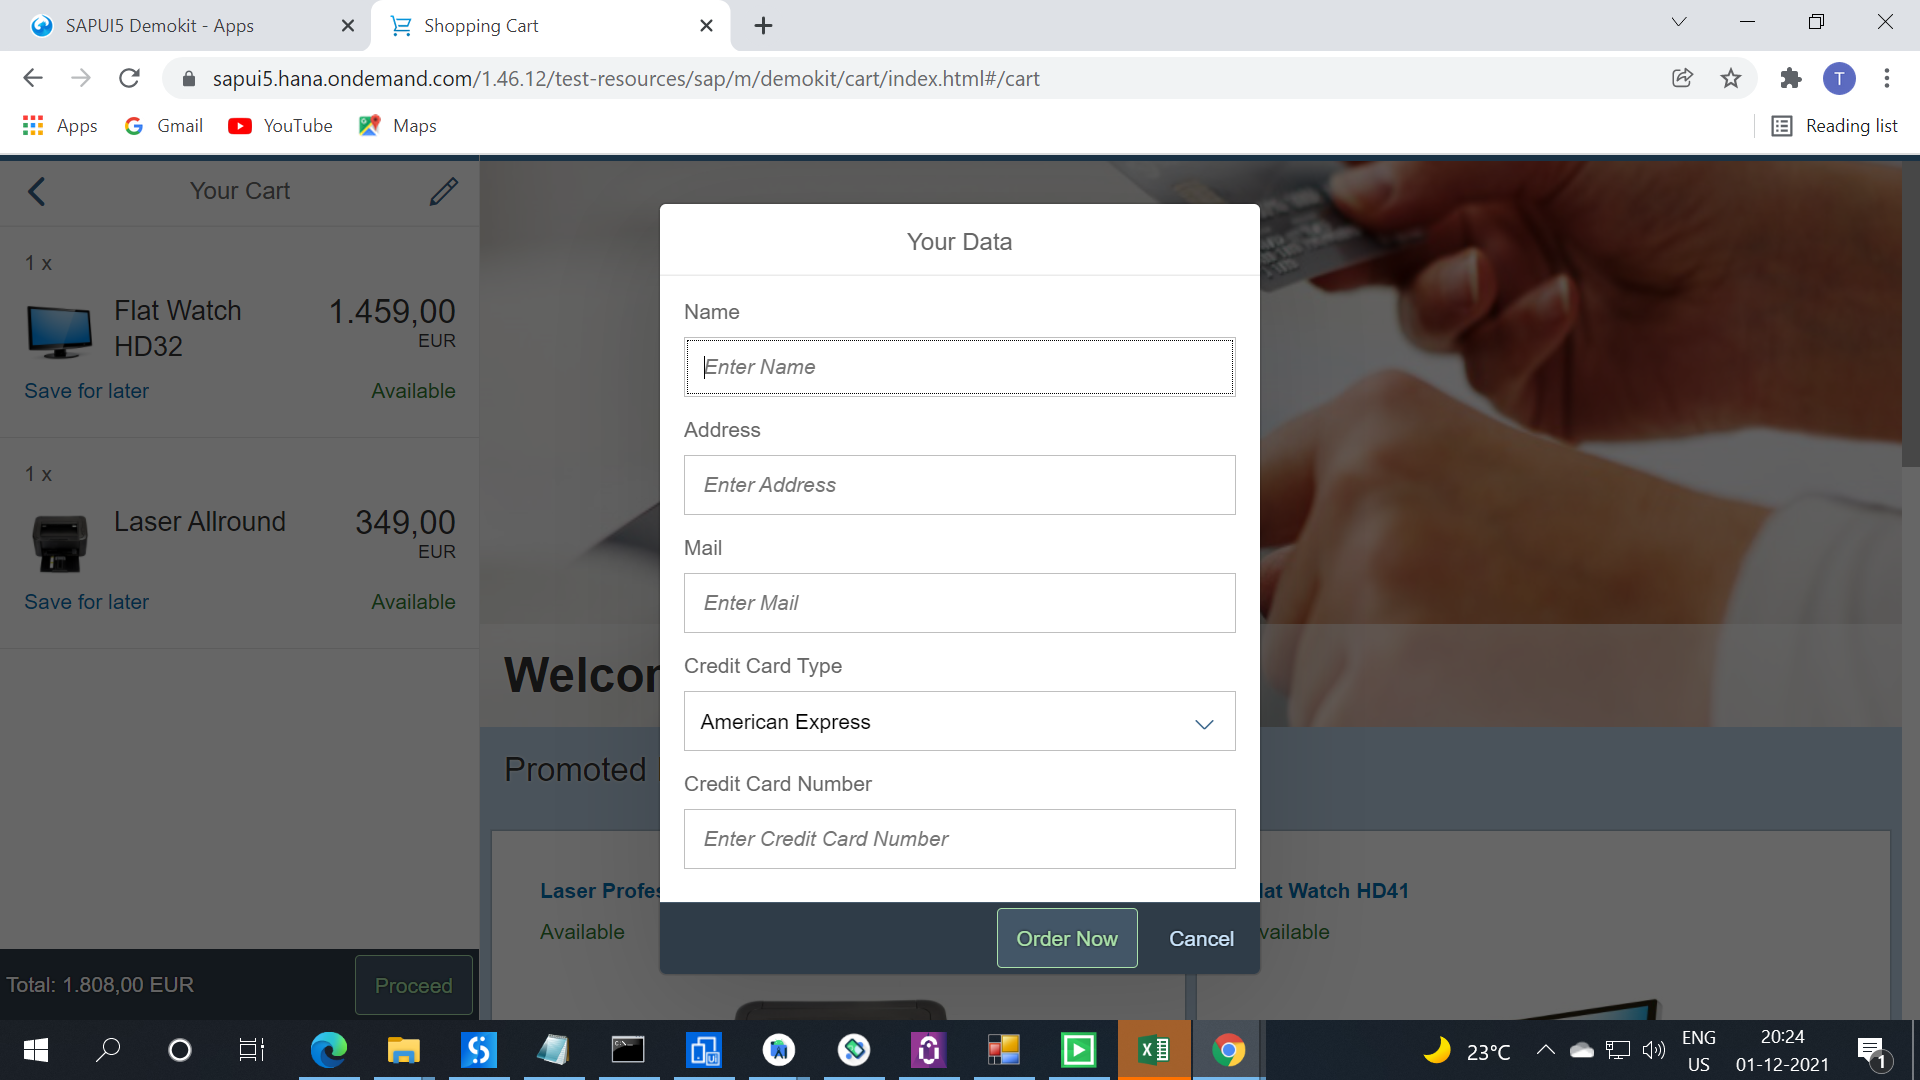 SAPUI5 Demokit - Apps
Shopping Cart
sapui5.hana.ondemand.com/1.46.12/test-resources/sap/m/demokit/cart/index.html#/cart
T
Apps
Gmail
YouTube
Maps
Reading list
Your Cart
1 x
Flat Watch HD32
1.459,00
EUR
Save for later
Available
1 x
Laser Allround
349,00
EUR
Save for later
Available
Total: 1.808,00 EUR
Proceed
Your Data
Name
Enter Name
Address
Enter Address
Mail
Enter Mail
Credit Card Type
American Express
Credit Card Number
Enter Credit Card Number
Order Now
Cancel
Welcom
Promoted
Laser Profes
Available
lat Watch HD41
vailable
23°C
ENG
US
20:24
01-12-2021
1